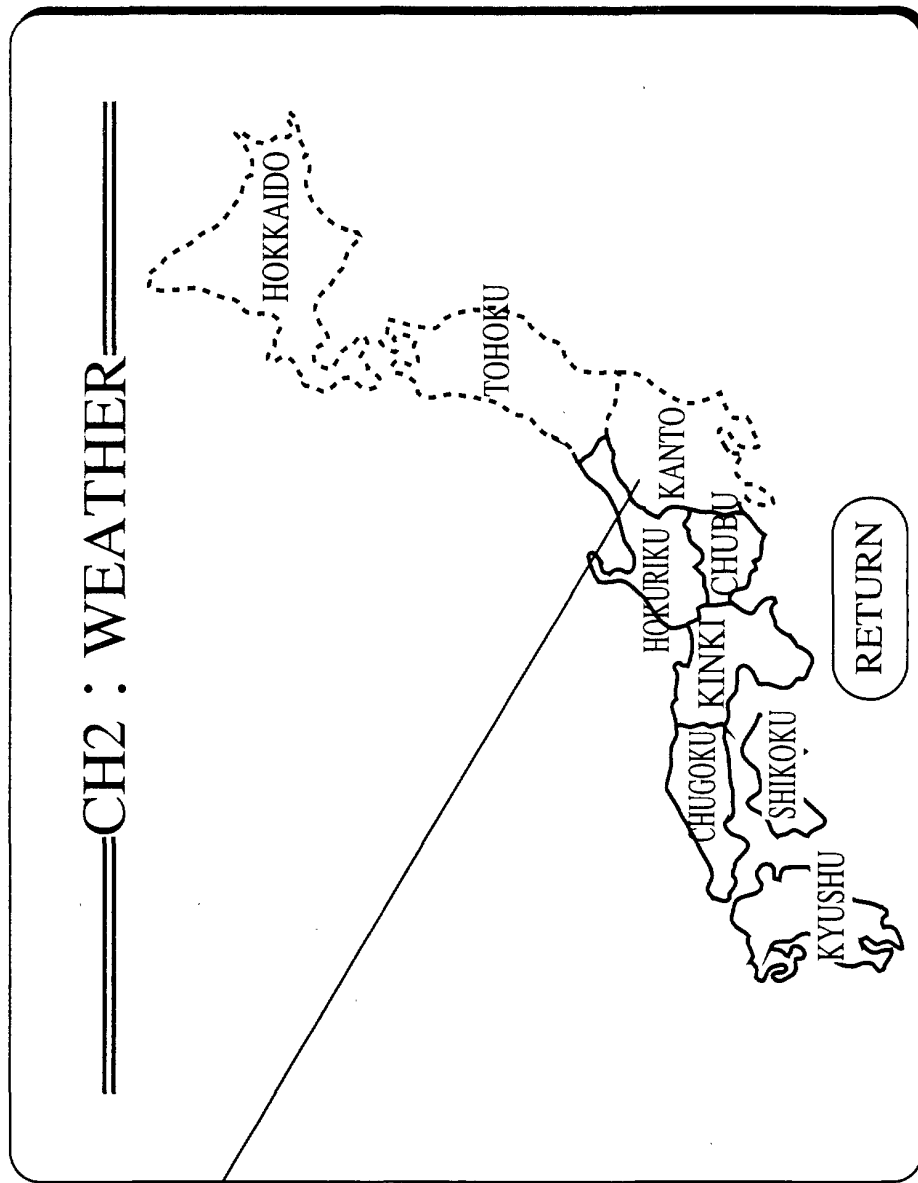 CH2 : WEATHER
HOKKAIDO
TOHOKU
HOKURIKU
KANTO
CHUGOKU
KINKI
CHUBU
SHIKOKU
KYUSHU
RETURN